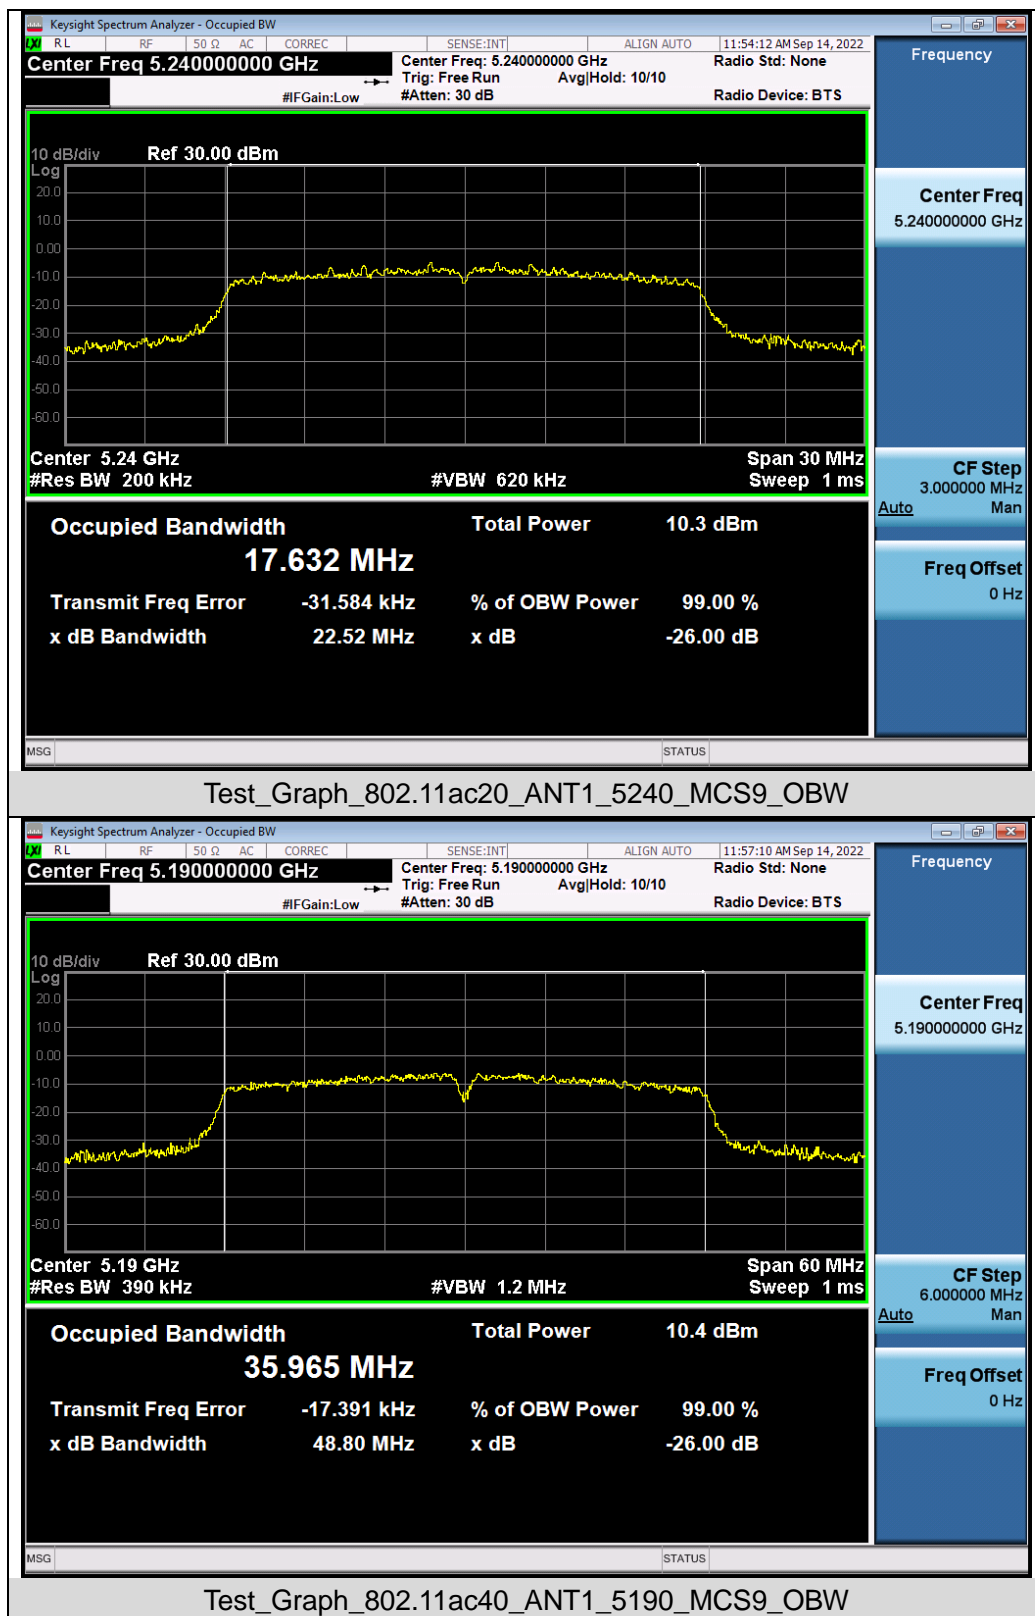 Keysight Spectrum Analyzer - Occupied BW
LXI RL RF 50 Ω AC CORREC SENSE:INT ALIGN AUTO 11:54:12 AM Sep 14, 2022
Center Freq 5.240000000 GHz
Center Freq: 5.240000000 GHz Radio Std: None
Trig: Free Run Avg|Hold: 10/10
#IFGain:Low #Atten: 30 dB Radio Device: BTS
Frequency
10 dB/div Ref 30.00 dBm
Log
20.0
10.0
0.00
-10.0
-20.0
-30.0
-40.0
-50.0
-60.0
Center 5.24 GHz Span 30 MHz
#Res BW 200 kHz #VBW 620 kHz Sweep 1 ms
Center Freq
5.240000000 GHz
CF Step
3.000000 MHz
Auto Man
Freq Offset
0 Hz
Occupied Bandwidth Total Power 10.3 dBm
17.632 MHz
Transmit Freq Error -31.584 kHz % of OBW Power 99.00 %
x dB Bandwidth 22.52 MHz x dB -26.00 dB
MSG STATUS
Test_Graph_802.11ac20_ANT1_5240_MCS9_OBW
Keysight Spectrum Analyzer - Occupied BW
LXI RL RF 50 Ω AC CORREC SENSE:INT ALIGN AUTO 11:57:10 AM Sep 14, 2022
Center Freq 5.190000000 GHz
Center Freq: 5.190000000 GHz Radio Std: None
Trig: Free Run Avg|Hold: 10/10
#IFGain:Low #Atten: 30 dB Radio Device: BTS
Frequency
10 dB/div Ref 30.00 dBm
Log
20.0
10.0
0.00
-10.0
-20.0
-30.0
-40.0
-50.0
-60.0
Center 5.19 GHz Span 60 MHz
#Res BW 390 kHz #VBW 1.2 MHz Sweep 1 ms
Center Freq
5.190000000 GHz
CF Step
6.000000 MHz
Auto Man
Freq Offset
0 Hz
Occupied Bandwidth Total Power 10.4 dBm
35.965 MHz
Transmit Freq Error -17.391 kHz % of OBW Power 99.00 %
x dB Bandwidth 48.80 MHz x dB -26.00 dB
MSG STATUS
Test_Graph_802.11ac40_ANT1_5190_MCS9_OBW